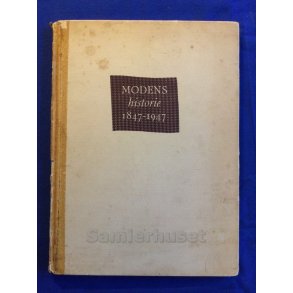 MODENS
historie
1847-1947
Samlerhuset